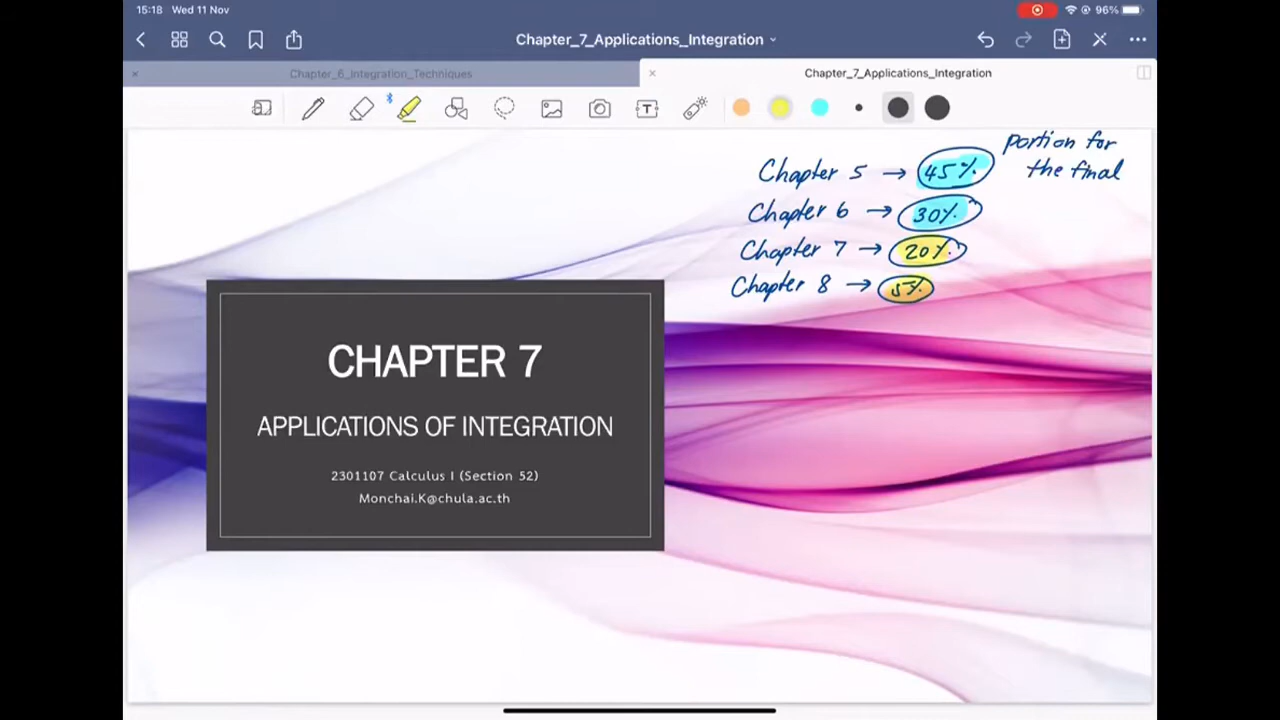 15:18 Wed 11 Nov 96%
Chapter_7_Applications_Integration
Chapter_6_Integration_Techniques
Chapter_7_Applications_Integration
portion for
the final
Chapter 5 → 45%
Chapter 6 → 30%
Chapter 7 → 20%
Chapter 8 → 5%
CHAPTER 7
APPLICATIONS OF INTEGRATION
2301107 Calculus I (Section 52)
Monchai.K@chula.ac.th